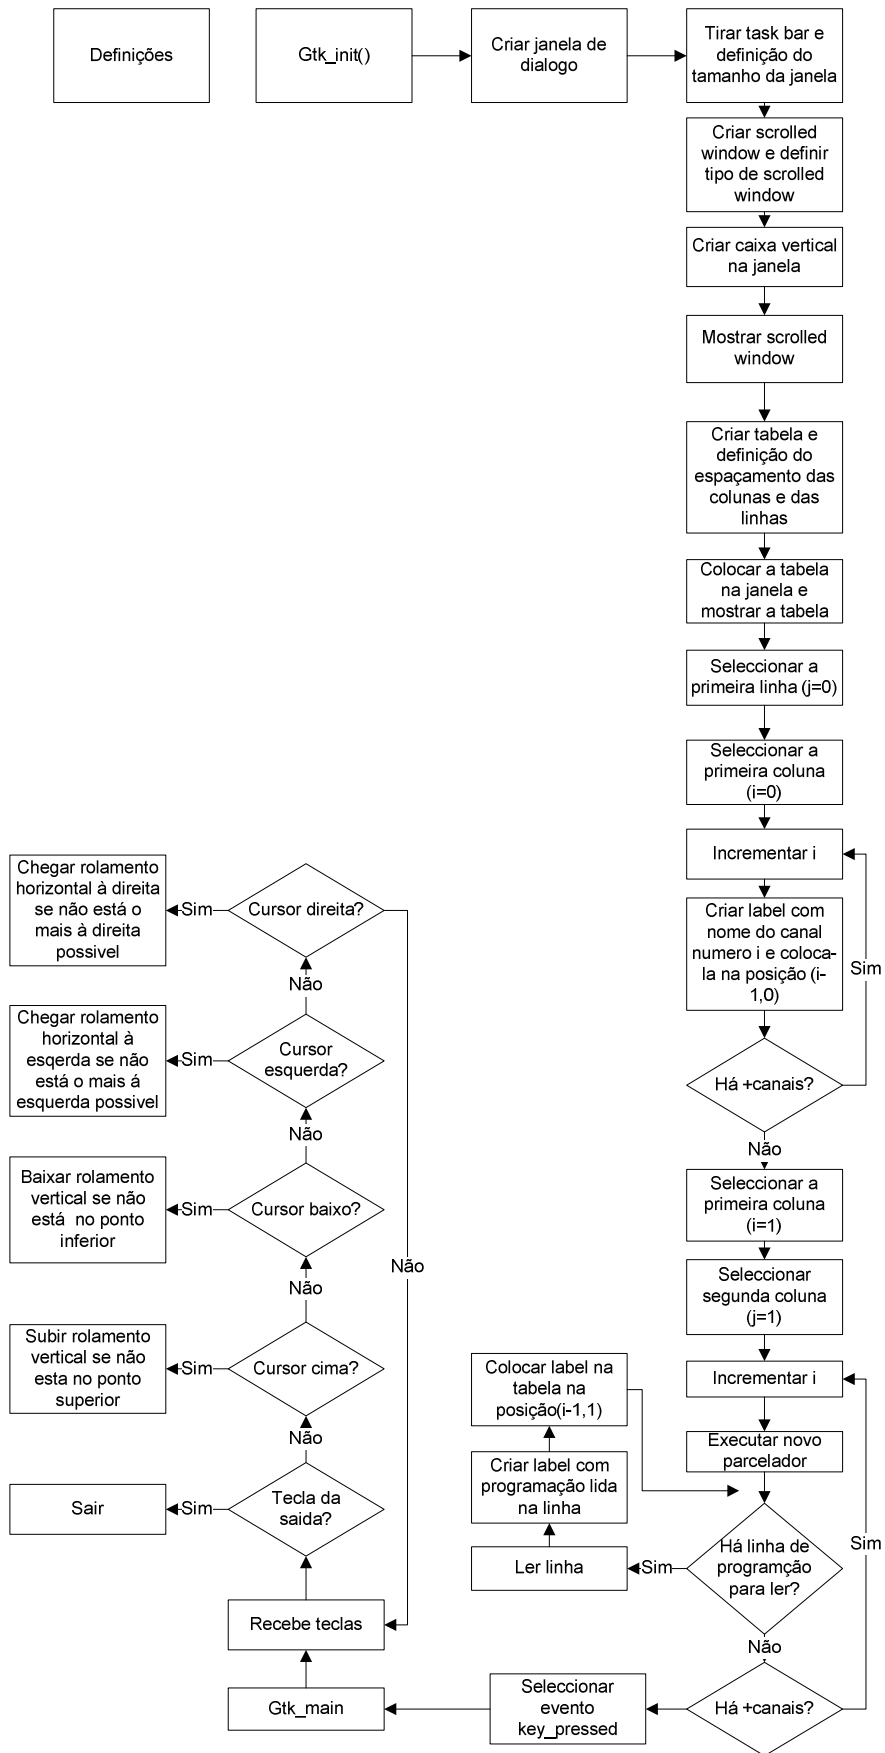 Definições
Gtk_init()
Criar janela de
dialogo
Tirar task bar e
definição do
tamanho da janela
Criar scrolled
window e definir
tipo de scrolled
window
Criar caixa vertical
na janela
Mostrar scrolled
window
Criar tabela e
definição do
espaçamento das
colunas e das
linhas
Colocar a tabela
na janela e
mostrar a tabela
Seleccionar a
primeira linha (j=0)
Seleccionar a
primeira coluna
(i=0)
Incrementar i
Criar label com
nome do canal
numero i e coloca-
la na posição (i-
1,0)
Sim
Há +canais?
Não
Seleccionar a
primeira coluna
(i=1)
Seleccionar
segunda coluna
(j=1)
Incrementar i
Executar novo
parcelador
Há linha de
programção
para ler?
Sim
Ler linha
Criar label com
programação lida
na linha
Colocar label na
tabela na
posição(i-1,1)
Não
Há +canais?
Sim
Seleccionar
evento
key_pressed
Gtk_main
Recebe teclas
Tecla da
saida?
Sim
Sair
Não
Cursor cima?
Sim
Subir rolamento
vertical se não
esta no ponto
superior
Não
Cursor baixo?
Sim
Baixar rolamento
vertical se não
está no ponto
inferior
Não
Cursor
esquerda?
Sim
Chegar rolamento
horizontal à
esqerda se não
está o mais á
esquerda possivel
Não
Cursor direita?
Sim
Chegar rolamento
horizontal à direita
se não está o
mais à direita
possivel
Não